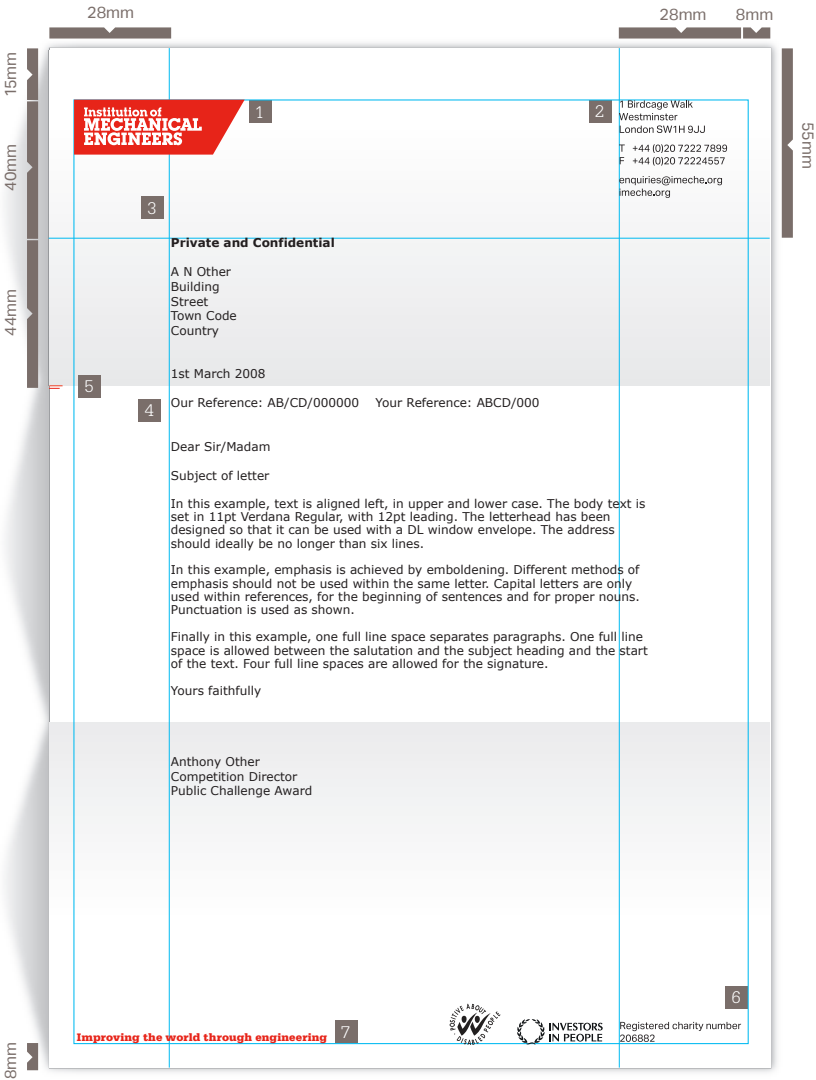 28mm
28mm
8mm
15mm
40mm
44mm
8mm
55mm
Institution of
MECHANICAL
ENGINEERS
1
2
1 Birdcage Walk
Westminster
London SW1H 9JJ
T +44 (0)20 7222 7899
F +44 (0)20 72224557
enquiries@imeche.org
imeche.org
3
Private and Confidential
A N Other
Building
Street
Town Code
Country
1st March 2008
5
4
Our Reference: AB/CD/000000 Your Reference: ABCD/000
Dear Sir/Madam
Subject of letter
In this example, text is aligned left, in upper and lower case. The body text is
set in 11pt Verdana Regular, with 12pt leading. The letterhead has been
designed so that it can be used with a DL window envelope. The address
should ideally be no longer than six lines.
In this example, emphasis is achieved by emboldening. Different methods of
emphasis should not be used within the same letter. Capital letters are only
used within references, for the beginning of sentences and for proper nouns.
Punctuation is used as shown.
Finally in this example, one full line space separates paragraphs. One full line
space is allowed between the salutation and the subject heading and the start
of the text. Four full line spaces are allowed for the signature.
Yours faithfully
Anthony Other
Competition Director
Public Challenge Award
6
Improving the world through engineering
7
POSITIVE ABOUT
DISABLED PEOPLE
INVESTORS
IN PEOPLE
Registered charity number
206882